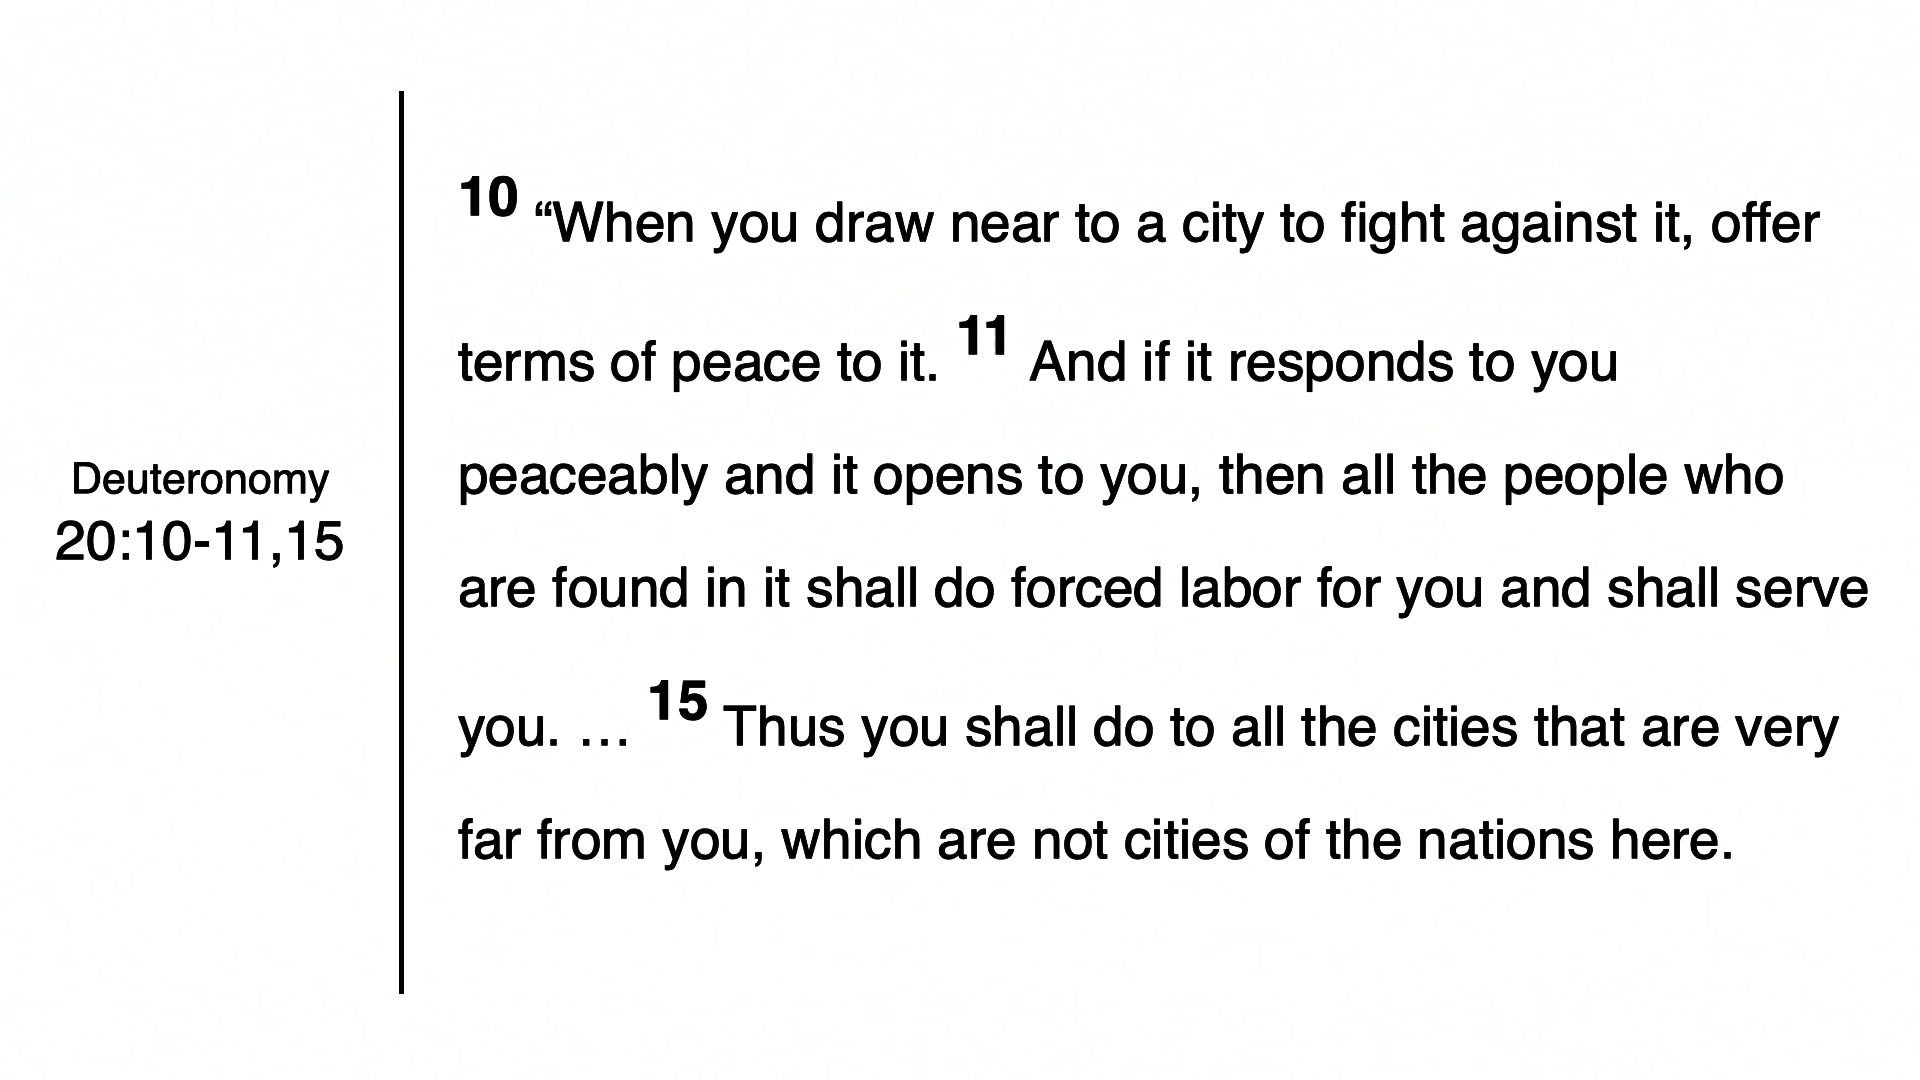 Deuteronomy
20:10-11,15
10 “When you draw near to a city to fight against it, offer
terms of peace to it. 11 And if it responds to you
peaceably and it opens to you, then all the people who
are found in it shall do forced labor for you and shall serve
you. … 15 Thus you shall do to all the cities that are very
far from you, which are not cities of the nations here.